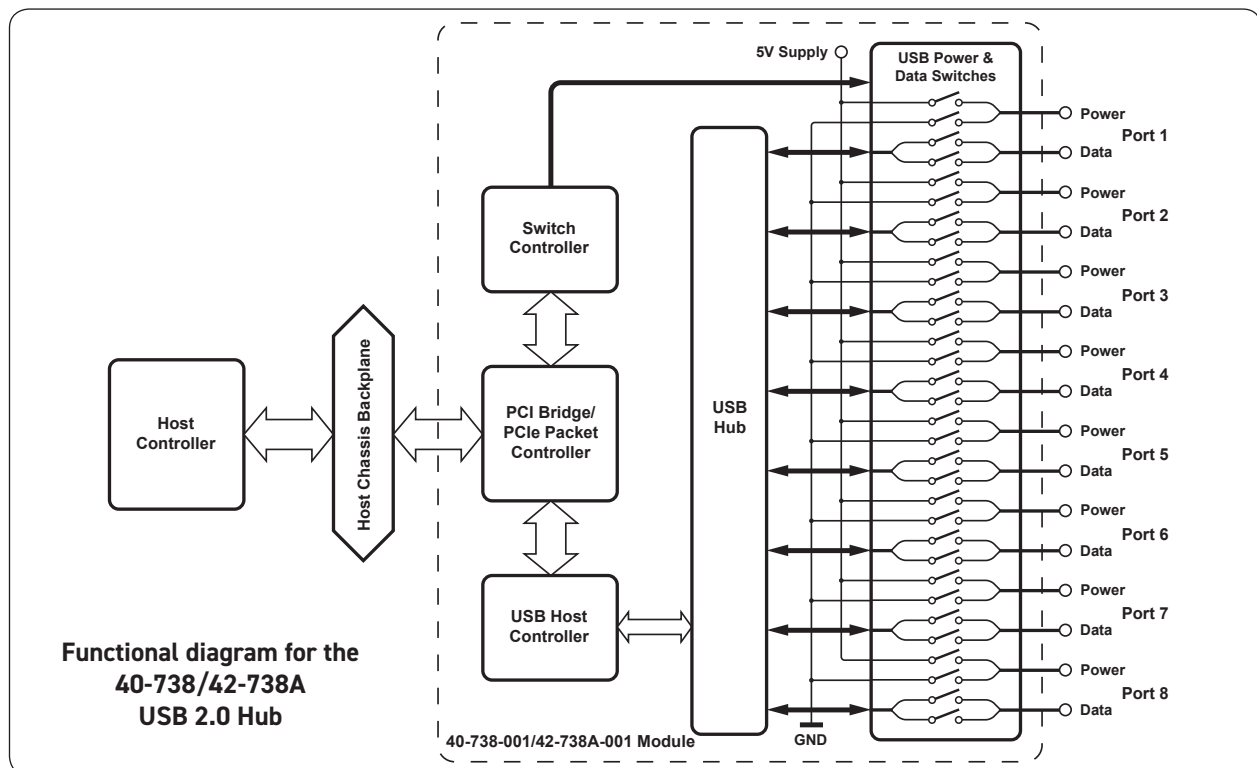 5V Supply
USB Power &
Data Switches
Power
Port 1
Data
Power
Port 2
Data
Power
Port 3
Data
Power
Port 4
Data
Power
Port 5
Data
Power
Port 6
Data
Power
Port 7
Data
Power
Port 8
Data
Switch
Controller
Host
Controller
Host Chassis Backplane
PCI Bridge/
PCIe Packet
Controller
USB
Hub
USB Host
Controller
GND
40-738-001/42-738A-001 Module
Functional diagram for the
40-738/42-738A
USB 2.0 Hub